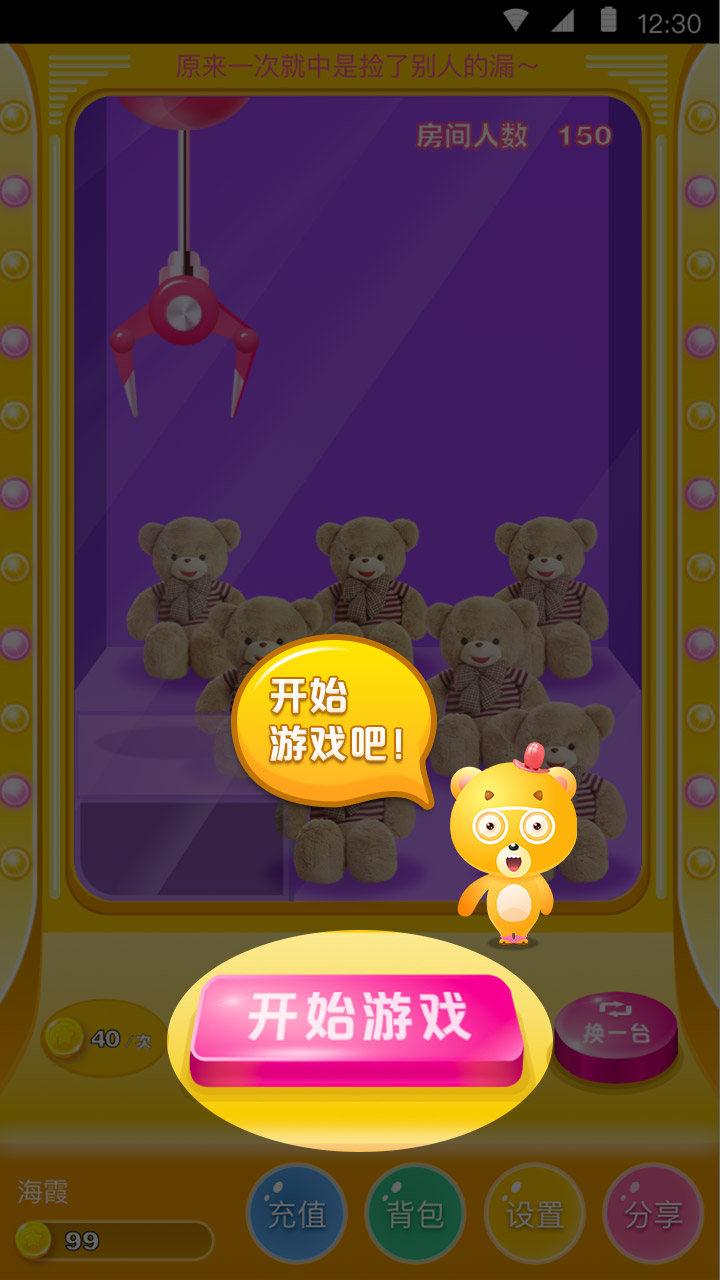 12:30
原来一次就中是捡了别人的漏～
房间人数 150
开始
游戏吧!
开始游戏
40/次
换一台
海霞
99
充值
背包
设置
分享